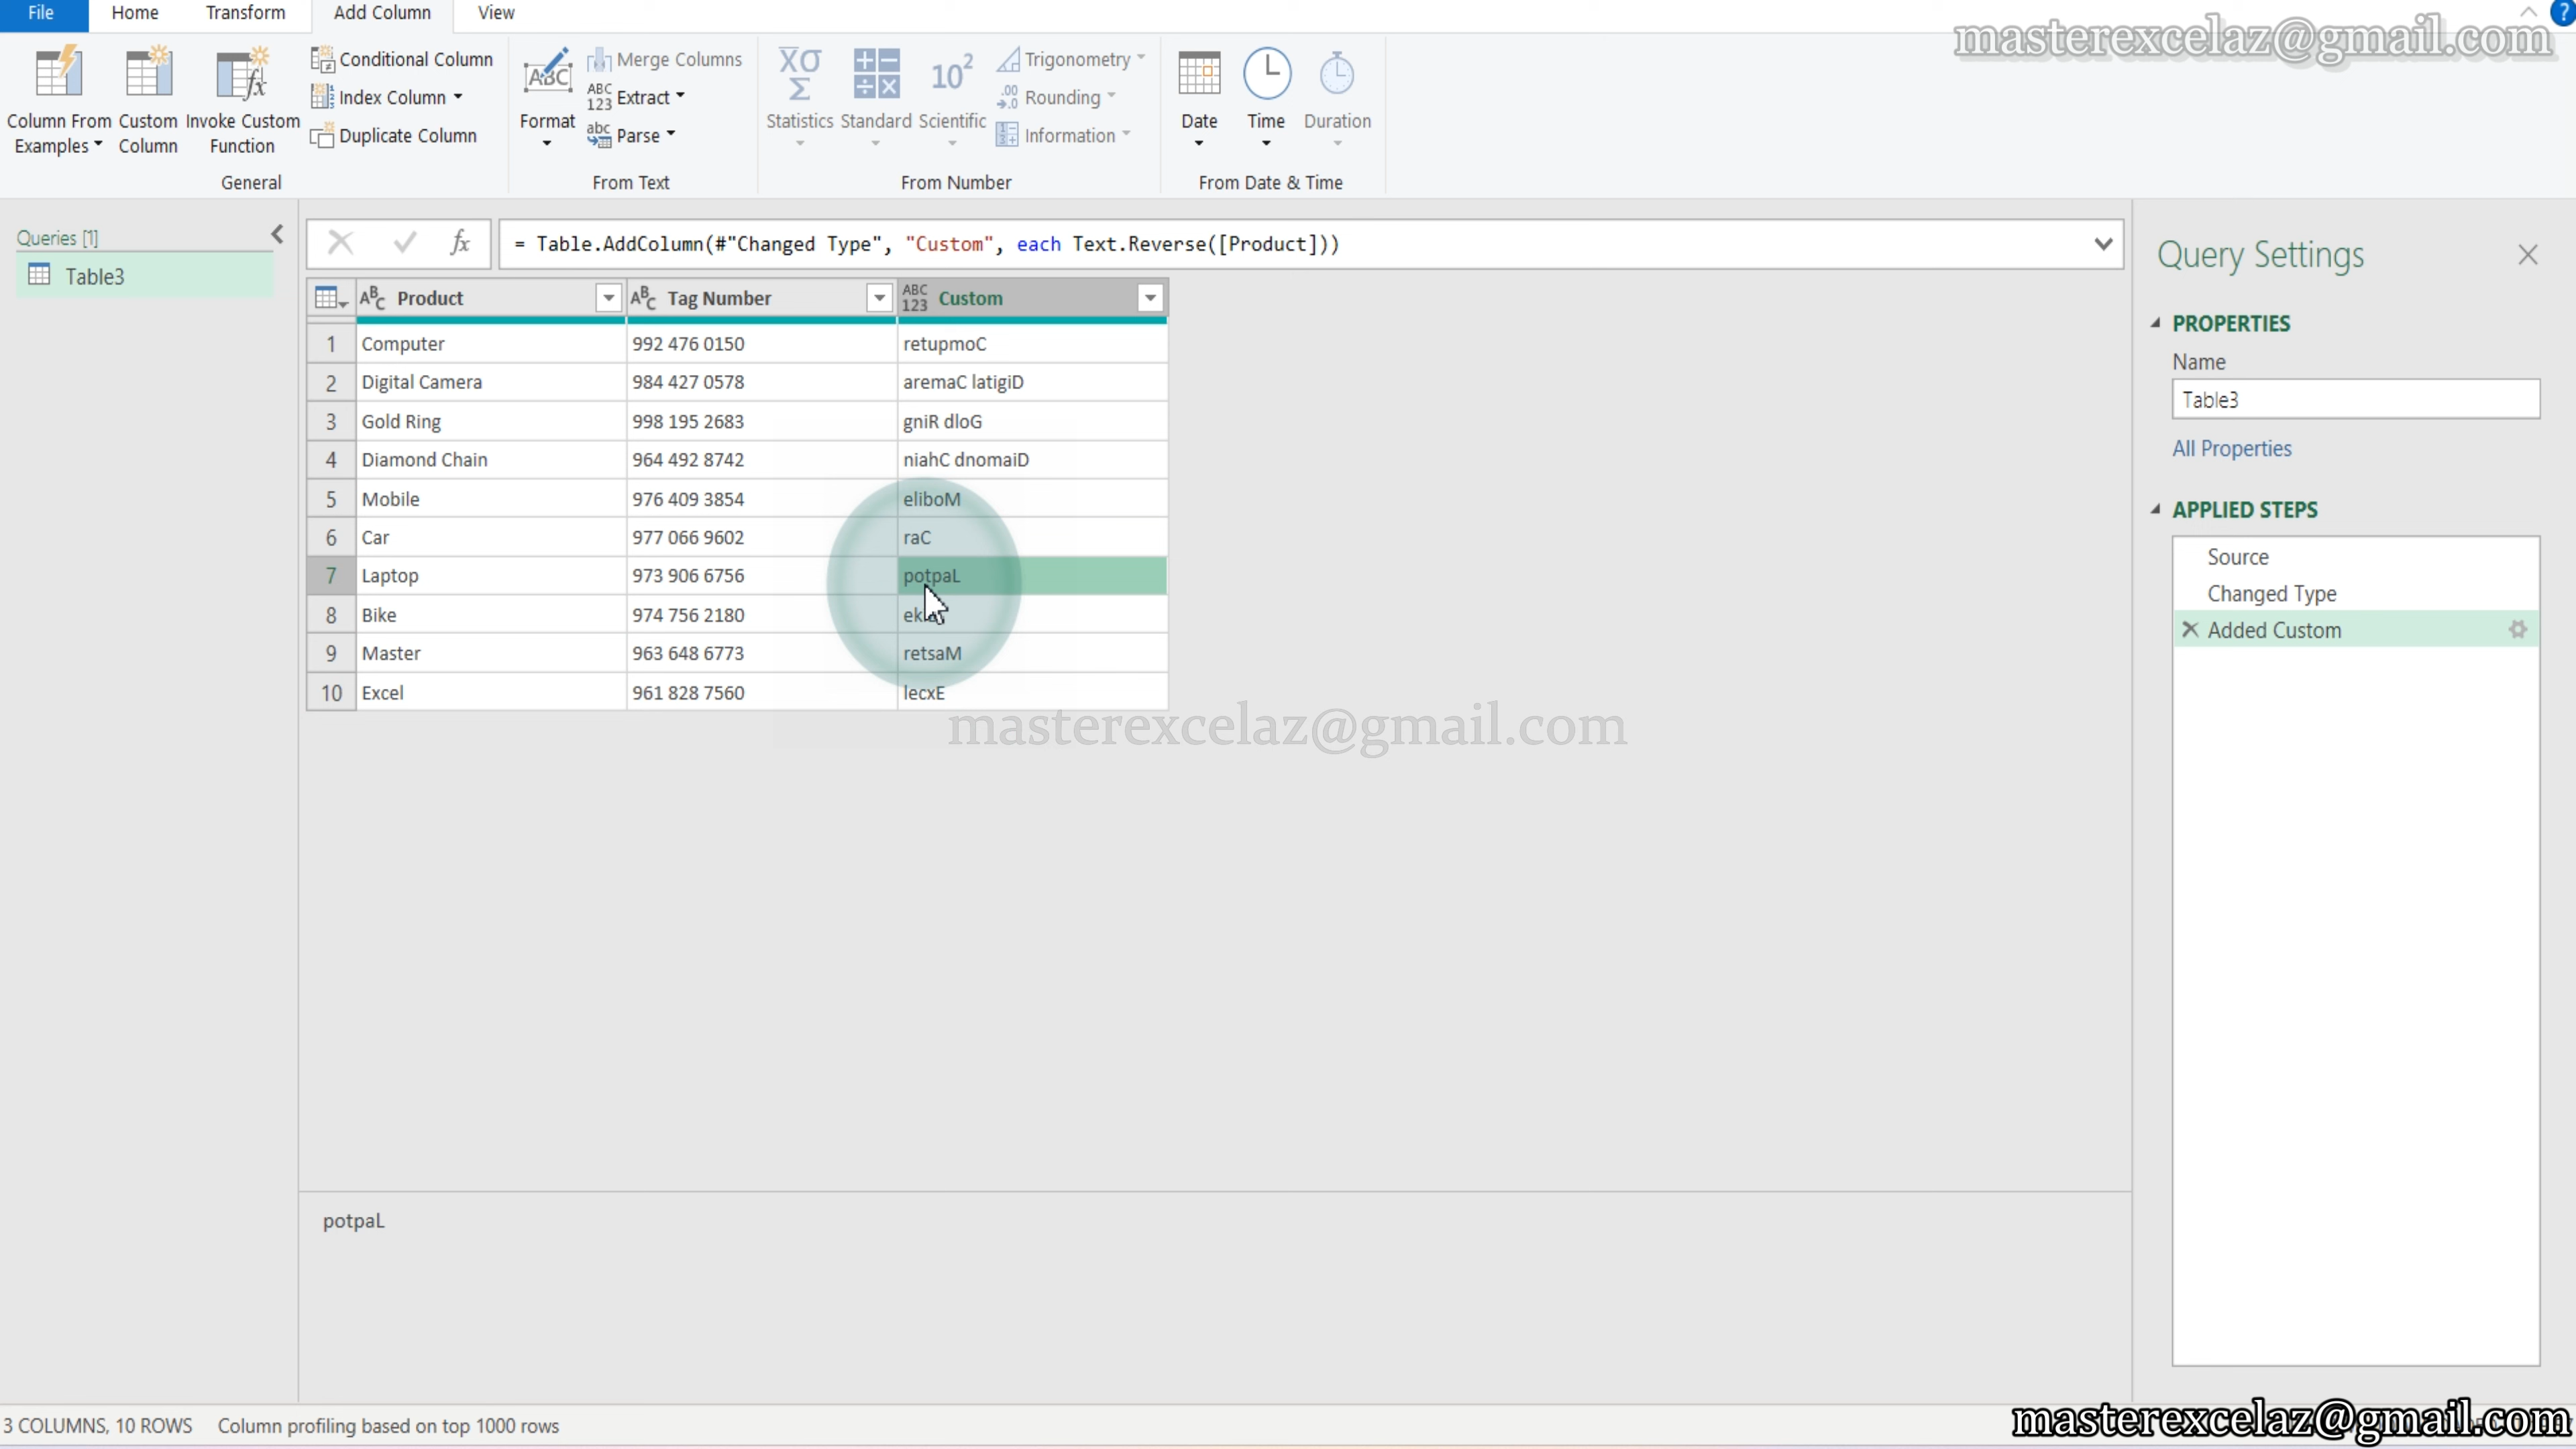 File Home Transform Add Column View
masterexcelaz@gmail.com
Column From Examples
Custom Column
Invoke Custom Function
Conditional Column
Index Column
Duplicate Column
General
Format
Merge Columns
Extract
Parse
From Text
Statistics
Standard
Scientific
Trigonometry
Rounding
Information
From Number
Date
Time
Duration
From Date & Time
Queries [1]
Table3
= Table.AddColumn(#"Changed Type", "Custom", each Text.Reverse([Product]))
Product Tag Number Custom
1 Computer 992 476 0150 retupmoC
2 Digital Camera 984 427 0578 aremaC latigiD
3 Gold Ring 998 195 2683 gniR dloG
4 Diamond Chain 964 492 8742 niahC dnomaiD
5 Mobile 976 409 3854 eliboM
6 Car 977 066 9602 raC
7 Laptop 973 906 6756 potpaL
8 Bike 974 756 2180
9 Master 963 648 6773 retsaM
10 Excel 961 828 7560 lecxE
masterexcelaz@gmail.com
potpaL
Query Settings
PROPERTIES
Name
Table3
All Properties
APPLIED STEPS
Source
Changed Type
Added Custom
3 COLUMNS, 10 ROWS Column profiling based on top 1000 rows
masterexcelaz@gmail.com